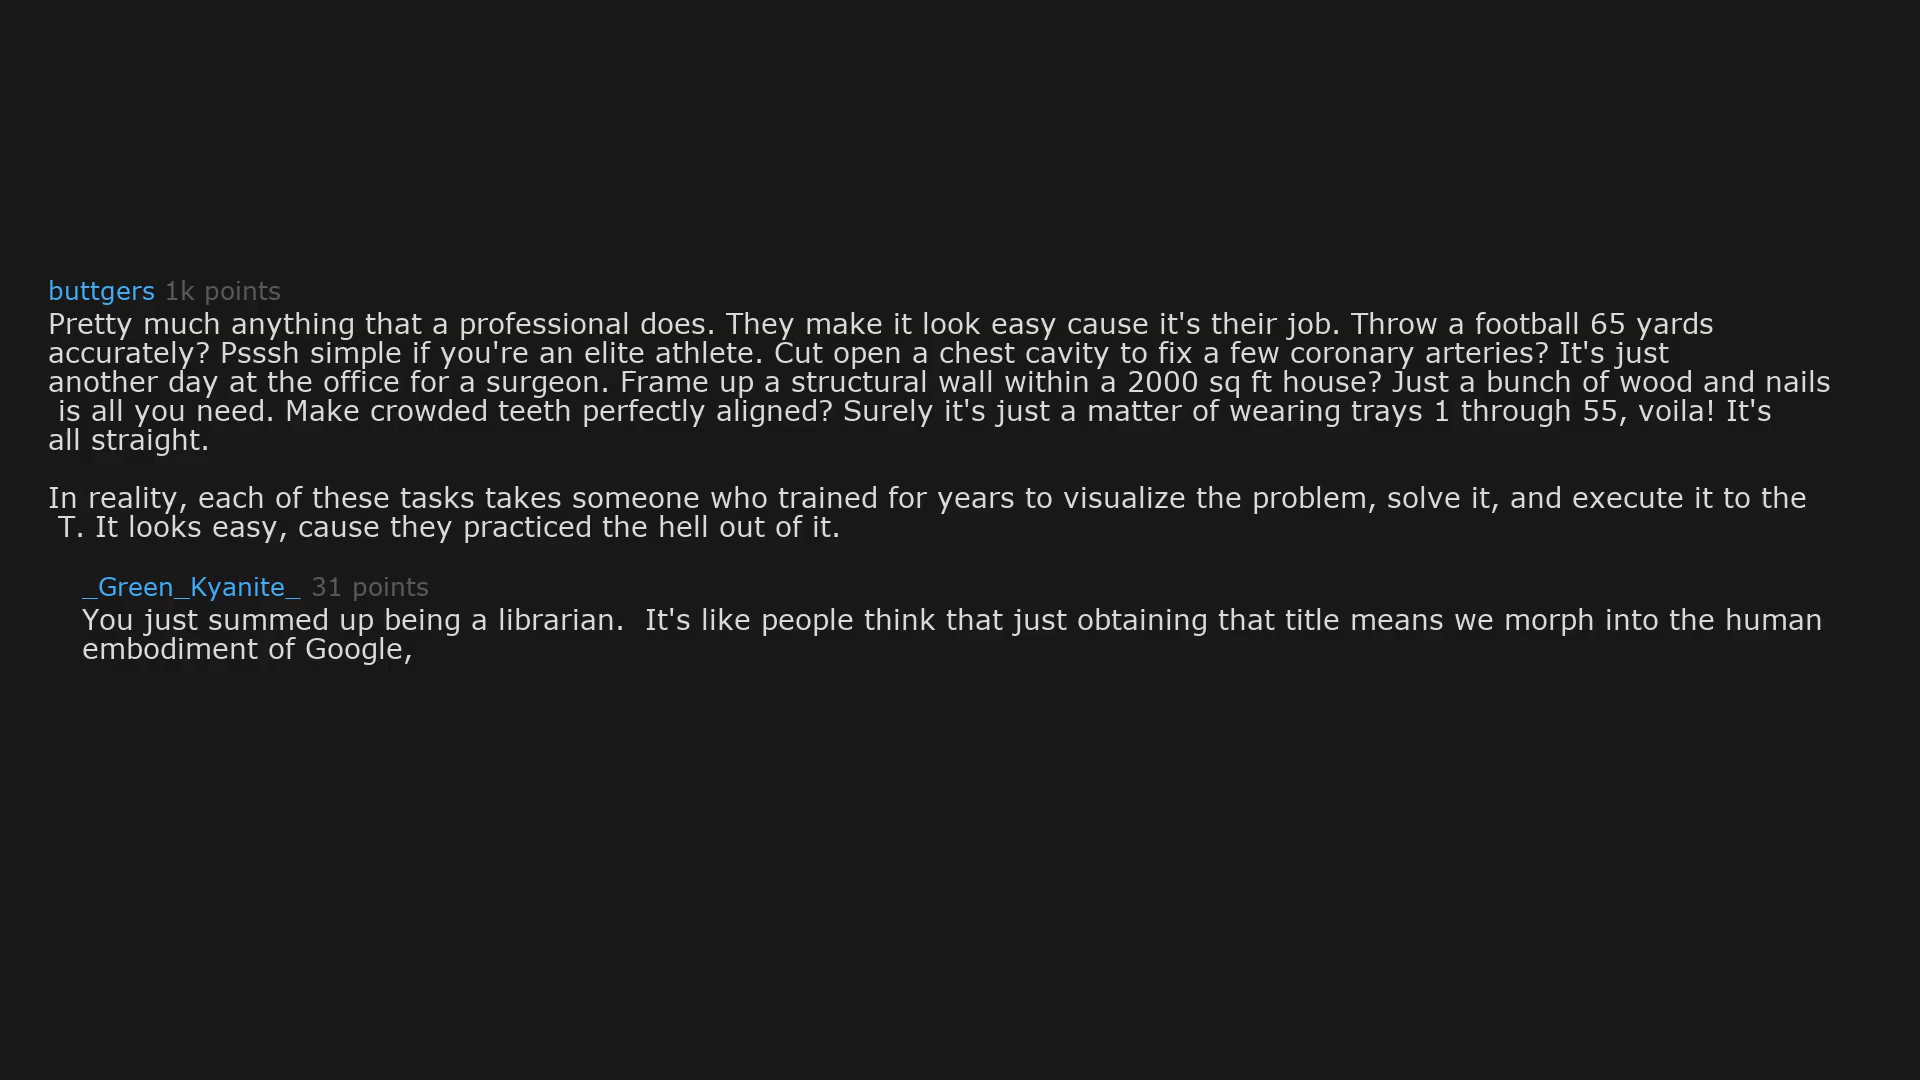 buttgers 1k points
Pretty much anything that a professional does. They make it look easy cause it's their job. Throw a football 65 yards
accurately? Psssh simple if you're an elite athlete. Cut open a chest cavity to fix a few coronary arteries? It's just
another day at the office for a surgeon. Frame up a structural wall within a 2000 sq ft house? Just a bunch of wood and nails
is all you need. Make crowded teeth perfectly aligned? Surely it's just a matter of wearing trays 1 through 55, voila! It's
all straight.
In reality, each of these tasks takes someone who trained for years to visualize the problem, solve it, and execute it to the
T. It looks easy, cause they practiced the hell out of it.
_Green_Kyanite_ 31 points
You just summed up being a librarian.  It's like people think that just obtaining that title means we morph into the human
embodiment of Google,